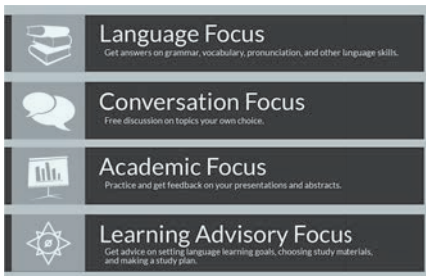 Language Focus
Get answers on grammar, vocabulary, pronunciation, and other language skills.
Conversation Focus
Free discussion on topics your own choice.
Academic Focus
Practice and get feedback on your presentations and abstracts.
Learning Advisory Focus
Get advice on setting language learning goals, choosing study materials,
and making a study plan.